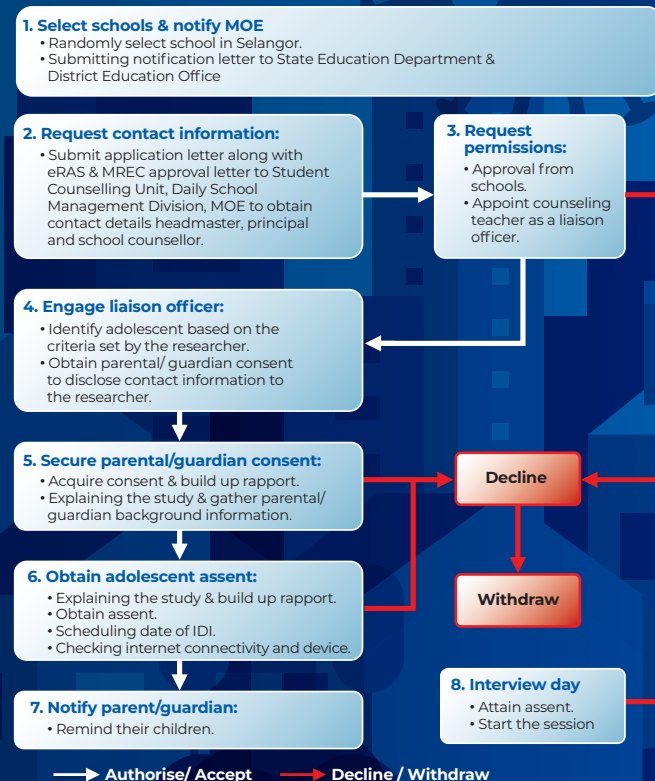 1. Select schools & notify MOE
• Randomly select school in Selangor.
• Submitting notification letter to State Education Department &
District Education Office
2. Request contact information:
• Submit application letter along with
eRAS & MREC approval letter to Student
Counselling Unit, Daily School
Management Division, MOE to obtain
contact details headmaster, principal
and school counsellor.
3. Request
permissions:
• Approval from
schools.
• Appoint counseling
teacher as a liaison
officer.
4. Engage liaison officer:
• Identify adolescent based on the
criteria set by the researcher.
• Obtain parental/ guardian consent
to disclose contact information to
the researcher.
5. Secure parental/guardian consent:
• Acquire consent & build up rapport.
• Explaining the study & gather parental/
guardian background information.
Decline
6. Obtain adolescent assent:
• Explaining the study & build up rapport.
• Obtain assent.
• Scheduling date of IDI.
• Checking internet connectivity and device.
Withdraw
7. Notify parent/guardian:
• Remind their children.
8. Interview day
• Attain assent.
• Start the session
Authorise/ Accept
Decline / Withdraw